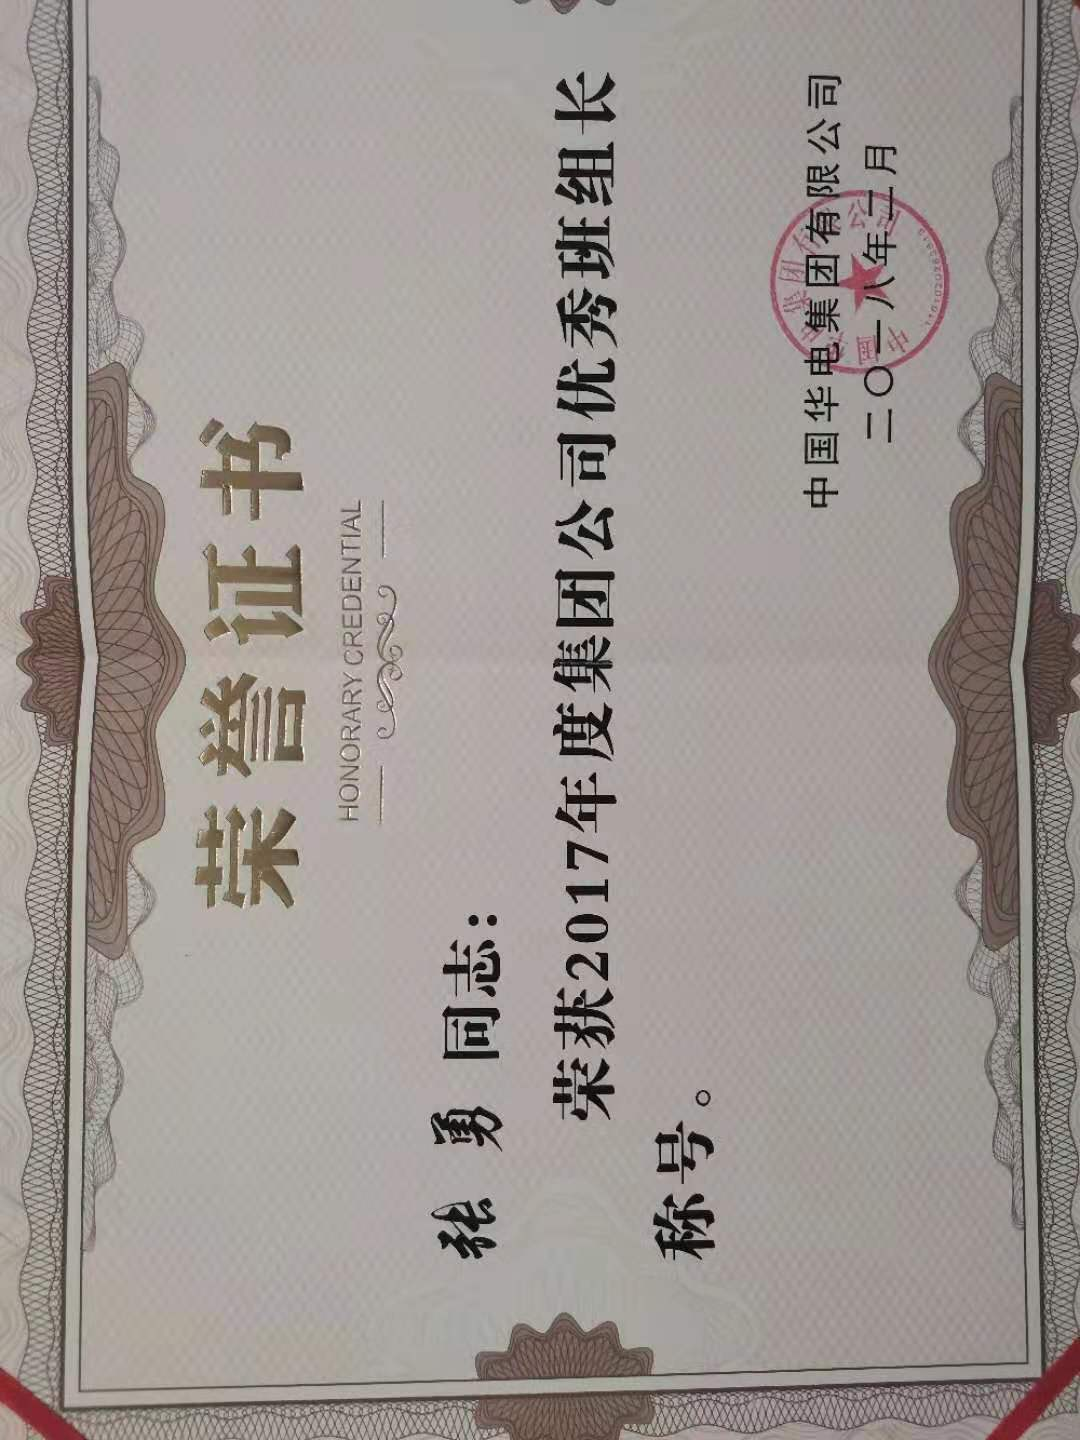 荣誉证书
HONORARY CREDENTIAL
张 勇 同志：
荣获2017年度集团公司优秀班组长
称号。
中国华电集团有限公司
二〇一八年二月